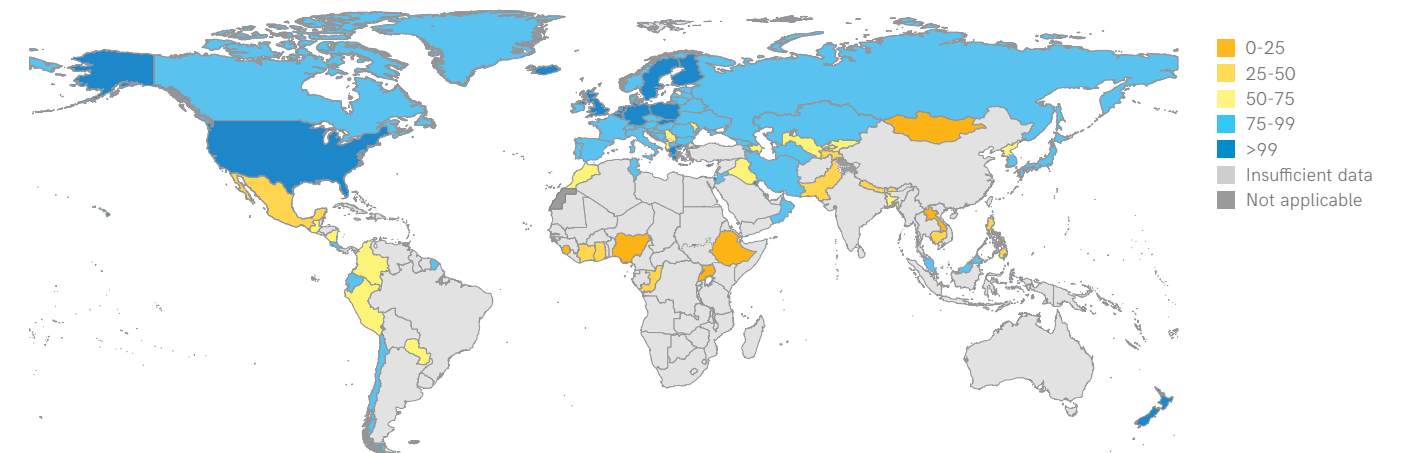 0-25
25-50
50-75
75-99
>99
Insufficient data
Not applicable